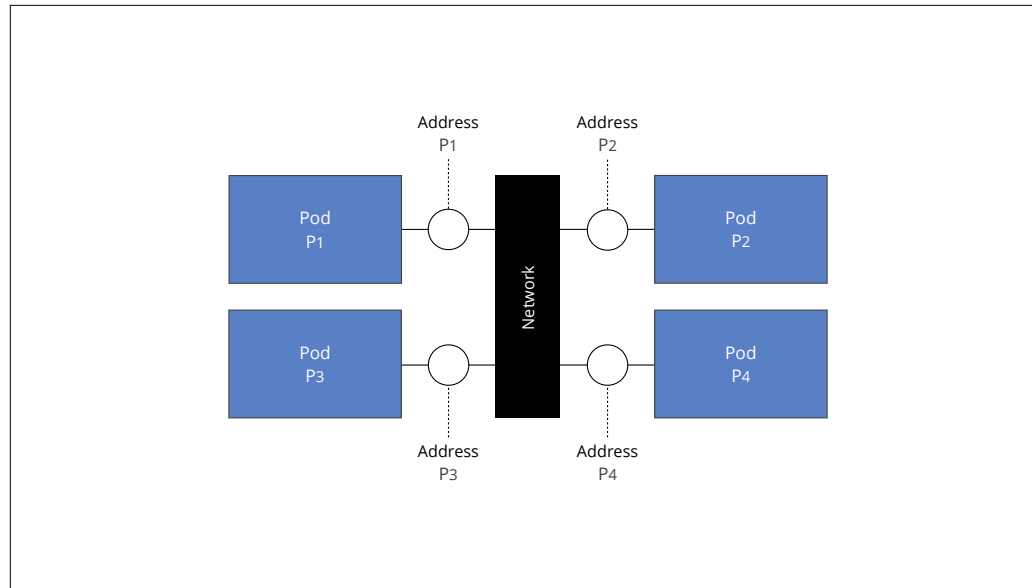 Address
P1
Address
P2
Pod
P1
Network
Pod
P2
Pod
P3
Pod
P4
Address
P3
Address
P4